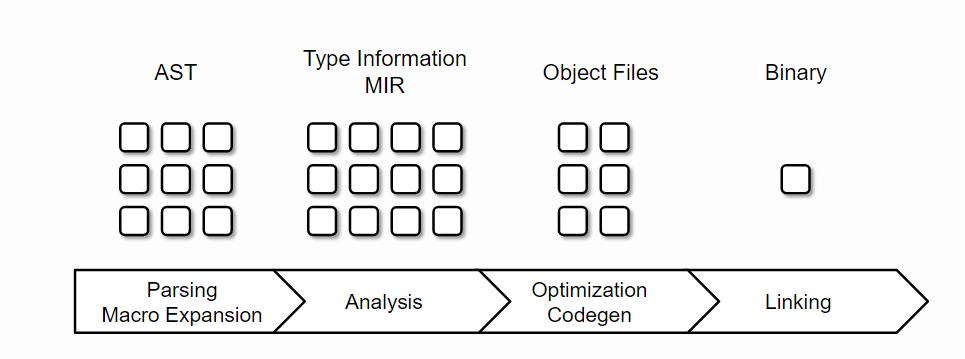 AST
Type Information
MIR
Object Files
Binary
Parsing
Macro Expansion
Analysis
Optimization
Codegen
Linking